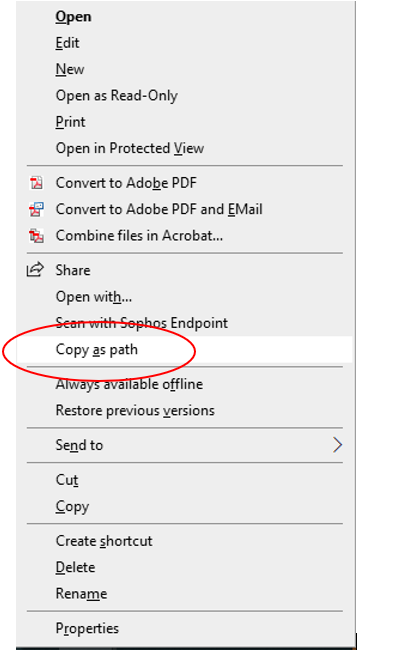 Open
Edit
New
Open as Read-Only
Print
Open in Protected View
Convert to Adobe PDF
Convert to Adobe PDF and EMail
Combine files in Acrobat...
Share
Open with...
Scan with Sophos Endpoint
Copy as path
Always available offline
Restore previous versions
Send to
Cut
Copy
Create shortcut
Delete
Rename
Properties